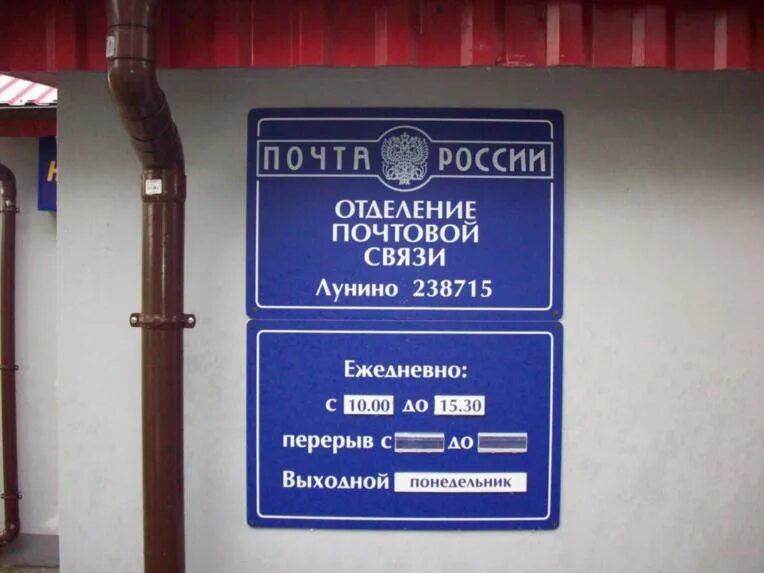 ПОЧТА РОССИИ
ОТДЕЛЕНИЕ
ПОЧТОВОЙ
СВЯЗИ
Лунино 238715
Ежедневно:
с 10.00 до 15.30
перерыв с до
Выходной понедельник